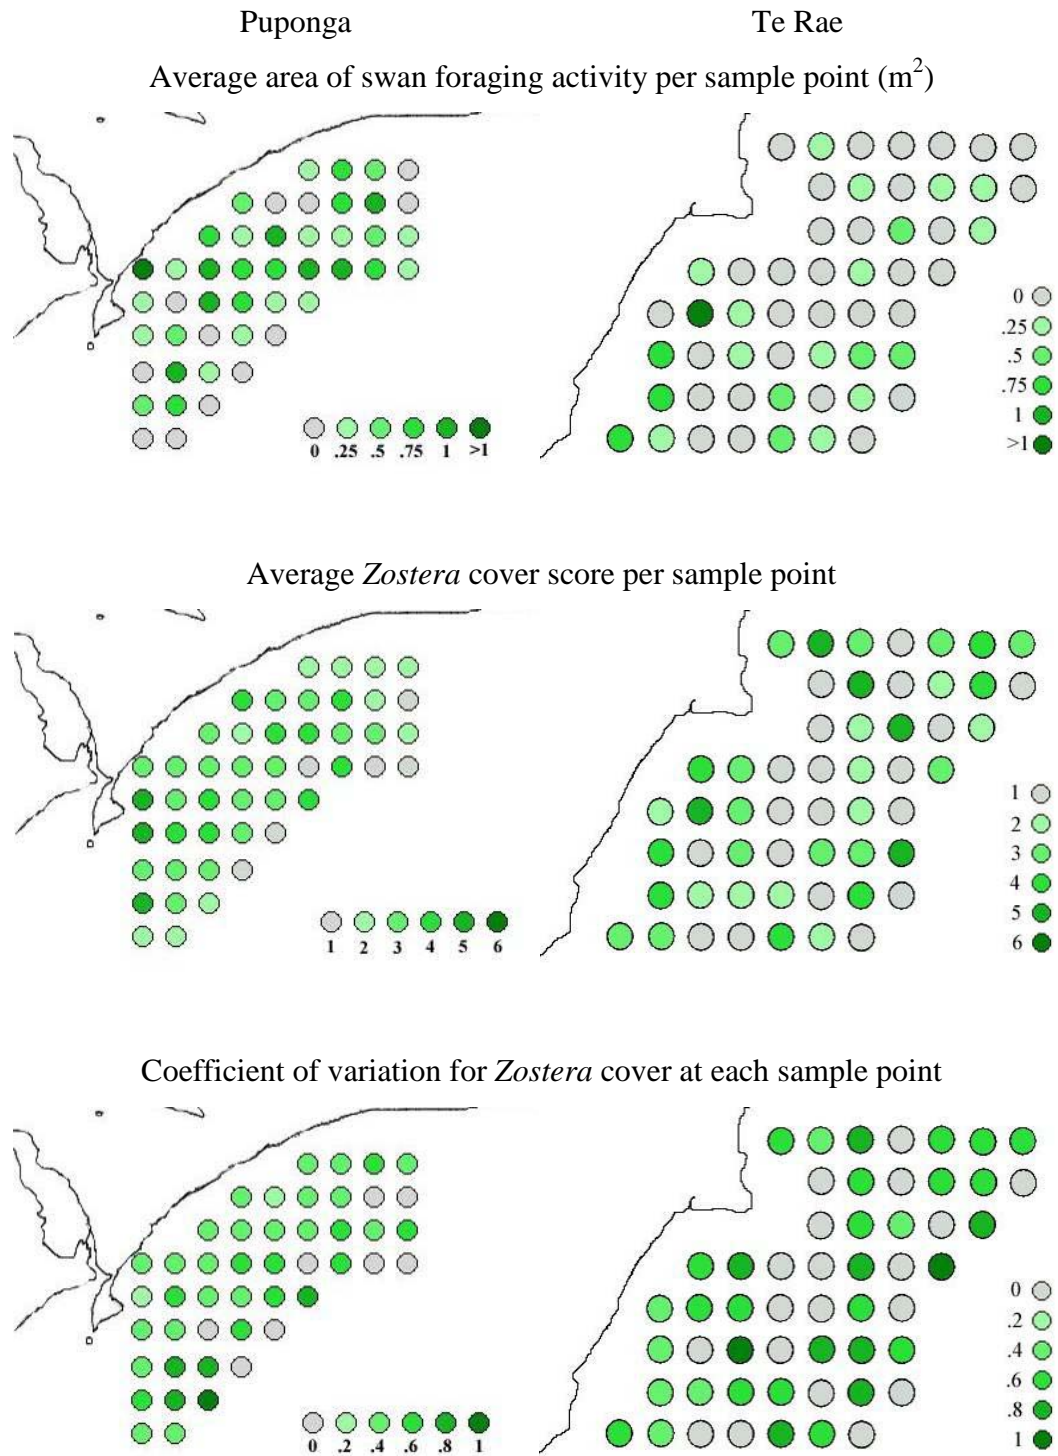 Puponga
Te Rae
Average area of swan foraging activity per sample point (m²)
0 .25 .5 .75 1 >1
0
.25
.5
.75
1
>1
Average Zostera cover score per sample point
1 2 3 4 5 6
1
2
3
4
5
6
Coefficient of variation for Zostera cover at each sample point
0 .2 .4 .6 .8 1
0
.2
.4
.6
.8
1